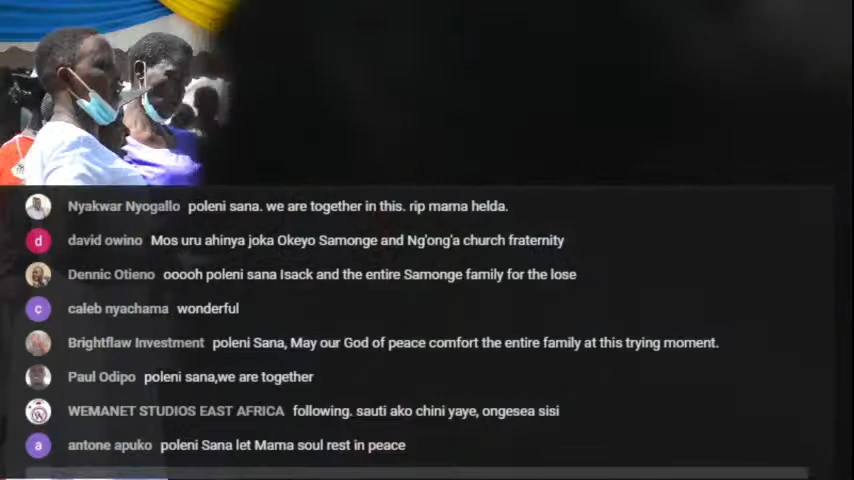 Nyakwar Nyogallo poleni sana. we are together in this. rip mama helda.
d david owino Mos uru ahinya joka Okeyo Samonge and Ng'ong'a church fraternity
Dennic Otieno ooooh poleni sana Isack and the entire Samonge family for the lose
c caleb nyachama wonderful
Brightflaw Investment poleni Sana, May our God of peace comfort the entire family at this trying moment.
Paul Odipo poleni sana,we are together
WEMANET STUDIOS EAST AFRICA following. sauti ako chini yaye, ongesea sisi
a antone apuko poleni Sana let Mama soul rest in peace